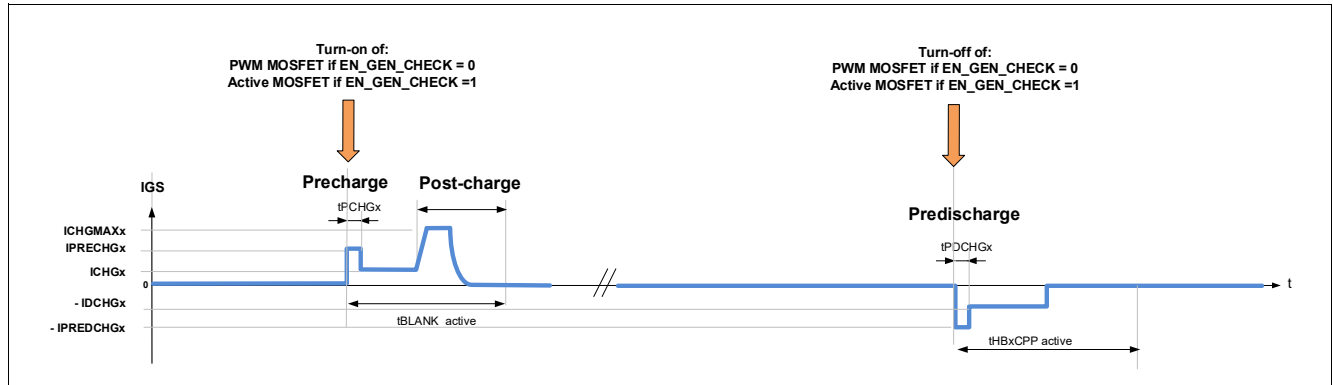 Turn-on of:
PWM MOSFET if EN_GEN_CHECK = 0
Active MOSFET if EN_GEN_CHECK =1
Turn-off of:
PWM MOSFET if EN_GEN_CHECK = 0
Active MOSFET if EN_GEN_CHECK =1
IGS
Precharge
Post-charge
Predischarge
tPCHGx
tPDCHGx
ICHGMAXx
IPRECHGx
ICHGx
0
t
- IDCHGx
- IPREDCHGx
tBLANK active
tHBxCPP active